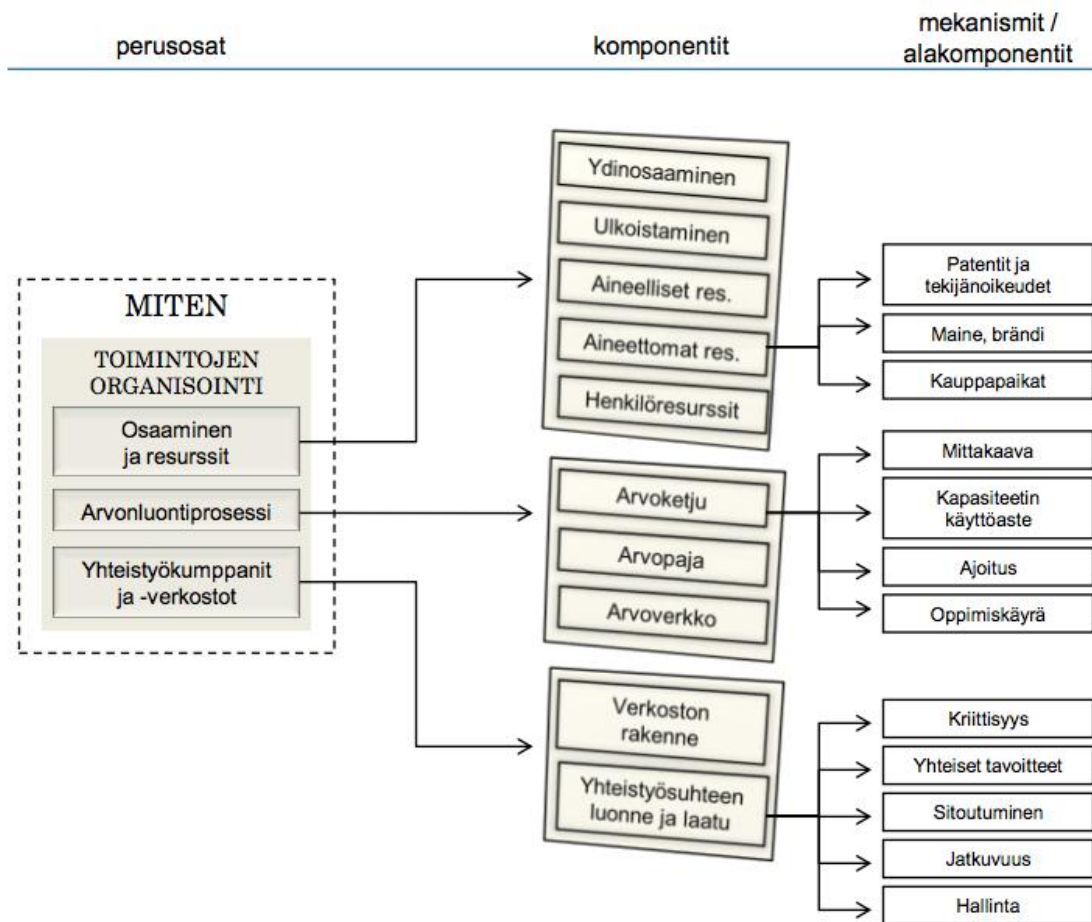 perusosat
komponentit
mekanismit /
alakomponentit
MITEN
TOIMINTOJEN
ORGANISOINTI
Osaaminen
ja resurssit
Arvonluontiprosessi
Yhteistyökumppanit
ja -verkostot
Ydinosaaminen
Ulkoistaminen
Aineelliset res.
Aineettomat res.
Henkilöresurssit
Arvoketju
Arvopaja
Arvoverkko
Verkoston
rakenne
Yhteistyösuhteen
luonne ja laatu
Patentit ja
tekijänoikeudet
Maine, brändi
Kauppapaikat
Mittakaava
Kapasiteetin
käyttöaste
Ajoitus
Oppimiskäyrä
Kriittisyys
Yhteiset tavoitteet
Sitoutuminen
Jatkuvuus
Hallinta